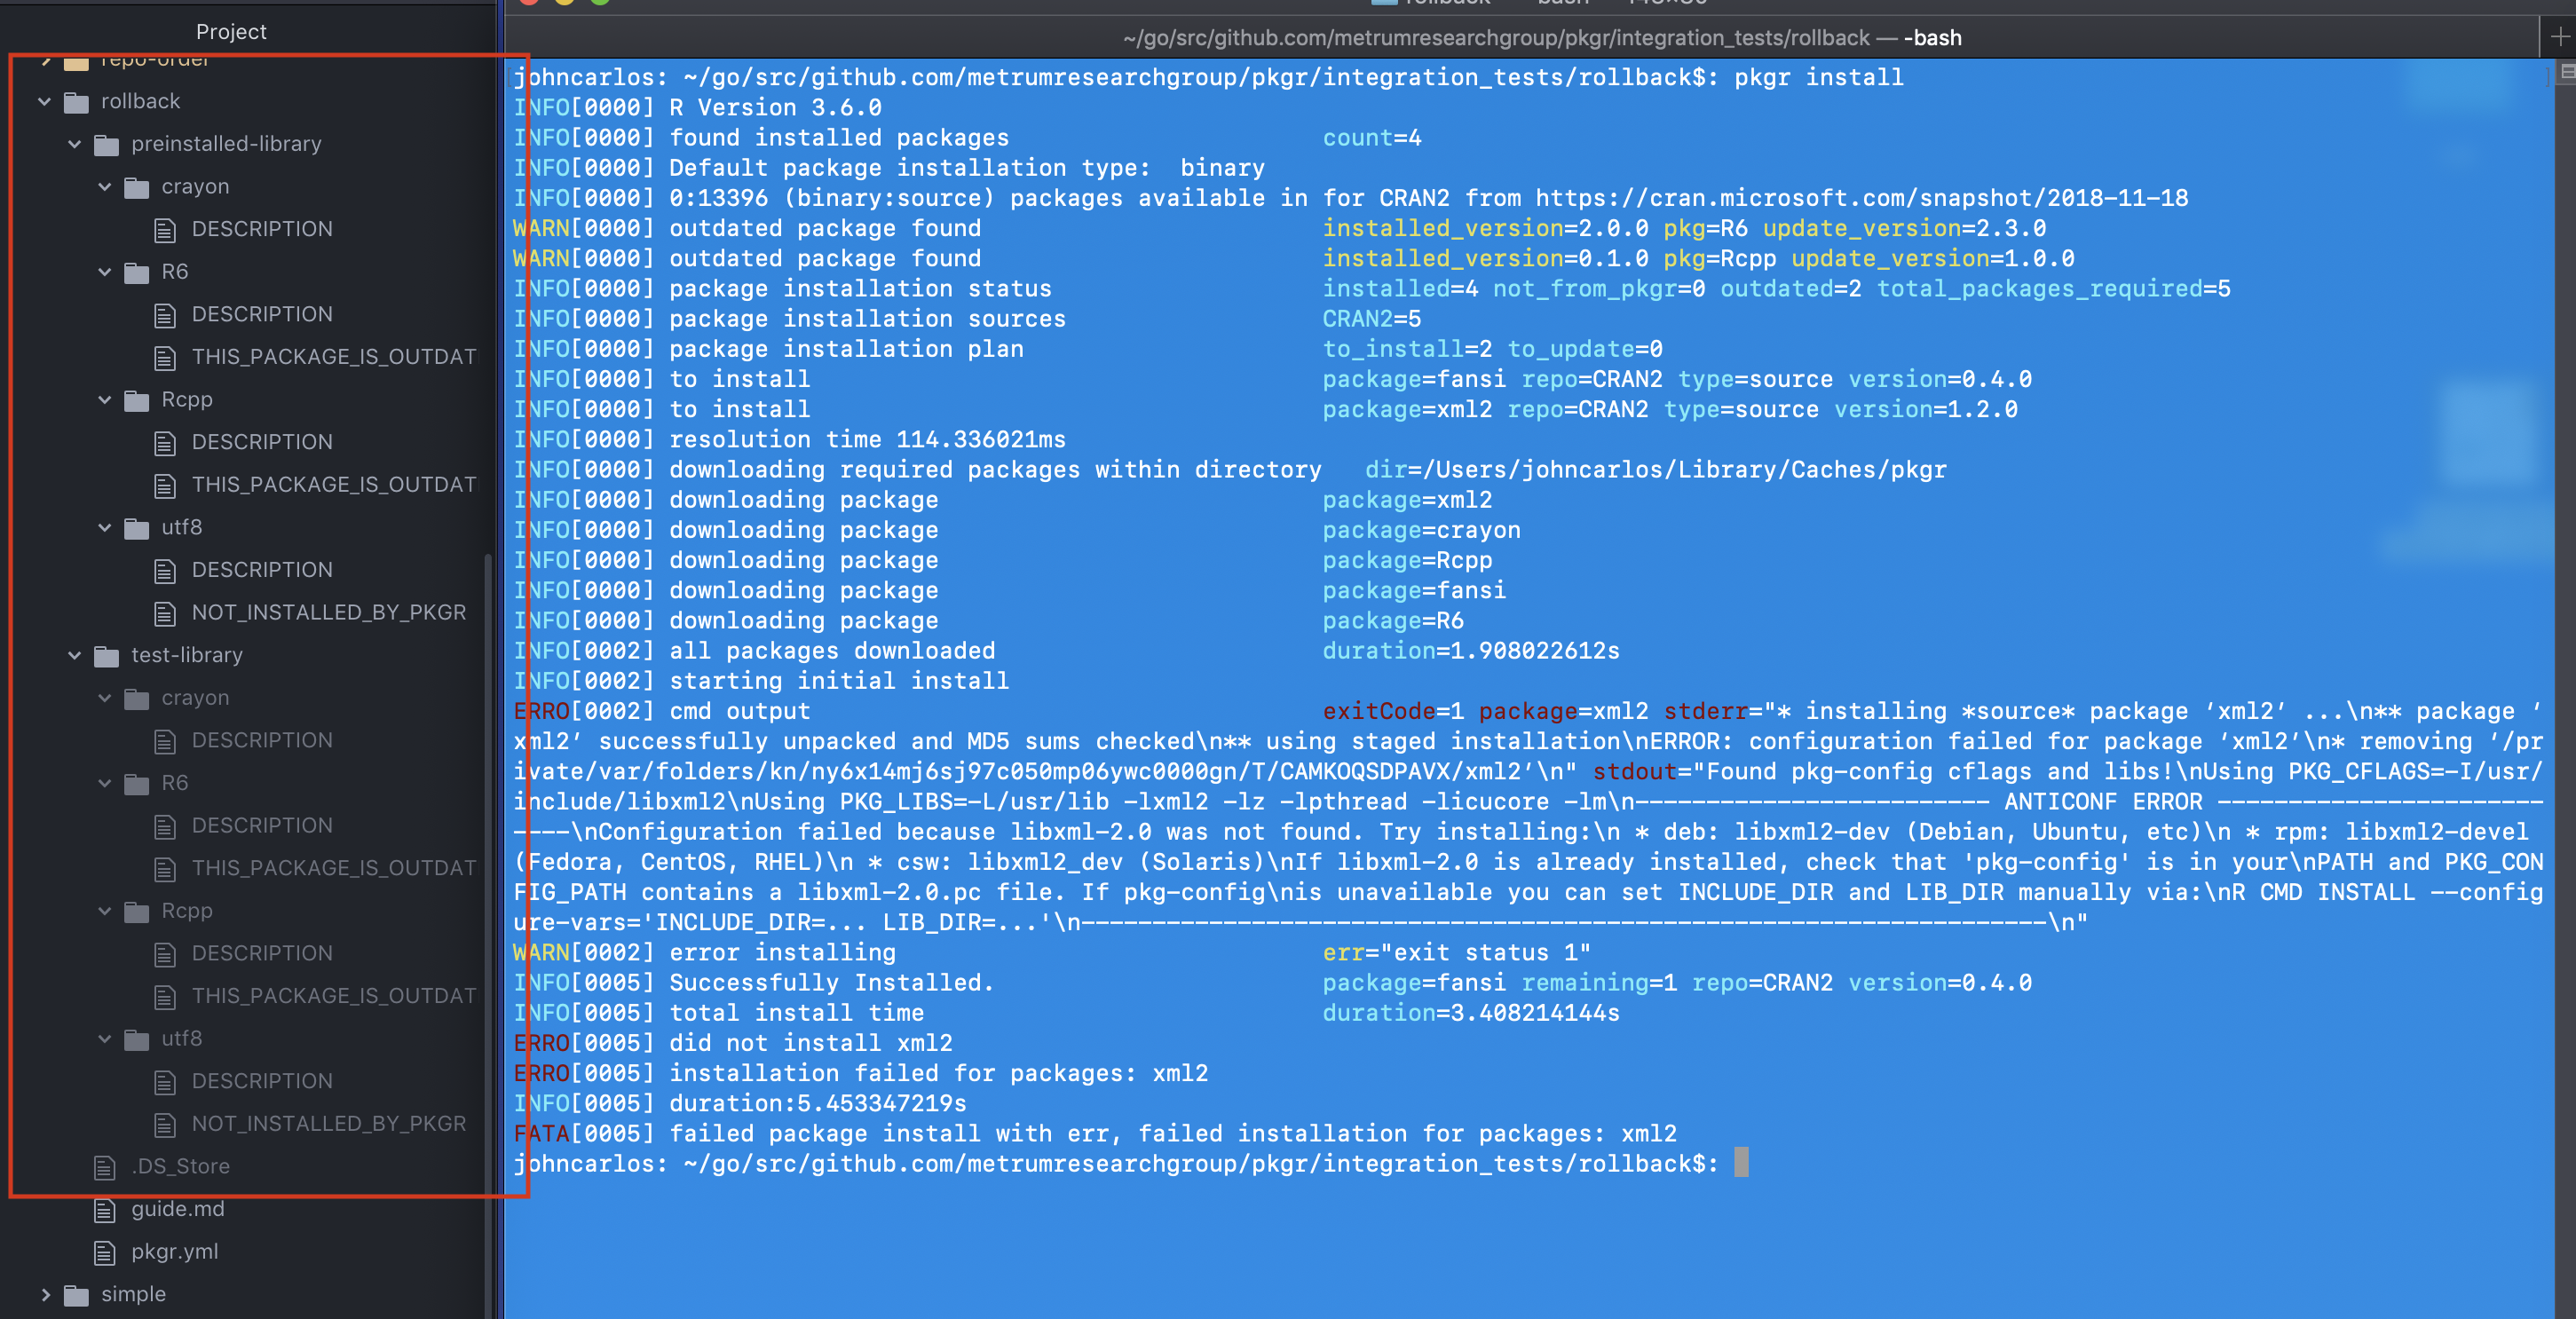 Project
repo-order
rollback
preinstalled-library
crayon
DESCRIPTION
R6
DESCRIPTION
THIS_PACKAGE_IS_OUTDAT
Rcpp
DESCRIPTION
THIS_PACKAGE_IS_OUTDAT
utf8
DESCRIPTION
NOT_INSTALLED_BY_PKGR
test-library
crayon
DESCRIPTION
R6
DESCRIPTION
THIS_PACKAGE_IS_OUTDAT
Rcpp
DESCRIPTION
THIS_PACKAGE_IS_OUTDAT
utf8
DESCRIPTION
NOT_INSTALLED_BY_PKGR
.DS_Store
guide.md
pkgr.yml
simple
~/go/src/github.com/metrumresearchgroup/pkgr/integration_tests/rollback — -bash
johncarlos: ~/go/src/github.com/metrumresearchgroup/pkgr/integration_tests/rollback$: pkgr install
INFO[0000] R Version 3.6.0
INFO[0000] found installed packages count=4
INFO[0000] Default package installation type:  binary
INFO[0000] 0:13396 (binary:source) packages available in for CRAN2 from https://cran.microsoft.com/snapshot/2018-11-18
WARN[0000] outdated package found installed_version=2.0.0 pkg=R6 update_version=2.3.0
WARN[0000] outdated package found installed_version=0.1.0 pkg=Rcpp update_version=1.0.0
INFO[0000] package installation status installed=4 not_from_pkgr=0 outdated=2 total_packages_required=5
INFO[0000] package installation sources CRAN2=5
INFO[0000] package installation plan to_install=2 to_update=0
INFO[0000] to install package=fansi repo=CRAN2 type=source version=0.4.0
INFO[0000] to install package=xml2 repo=CRAN2 type=source version=1.2.0
INFO[0000] resolution time 114.336021ms
INFO[0000] downloading required packages within directory dir=/Users/johncarlos/Library/Caches/pkgr
INFO[0000] downloading package package=xml2
INFO[0000] downloading package package=crayon
INFO[0000] downloading package package=Rcpp
INFO[0000] downloading package package=fansi
INFO[0000] downloading package package=R6
INFO[0002] all packages downloaded duration=1.908022612s
INFO[0002] starting initial install
ERRO[0002] cmd output exitCode=1 package=xml2 stderr="* installing *source* package ‘xml2’ ...\n** package ‘
xml2’ successfully unpacked and MD5 sums checked\n** using staged installation\nERROR: configuration failed for package ‘xml2’\n* removing ‘/pr
ivate/var/folders/kn/ny6x14mj6sj97c050mp06ywc0000gn/T/CAMKOQSDPAVX/xml2’\n" stdout="Found pkg-config cflags and libs!\nUsing PKG_CFLAGS=-I/usr/
include/libxml2\nUsing PKG_LIBS=-L/usr/lib -lxml2 -lz -lpthread -licucore -lm\n------------------------- ANTICONF ERROR -----------------------
----\nConfiguration failed because libxml-2.0 was not found. Try installing:\n * deb: libxml2-dev (Debian, Ubuntu, etc)\n * rpm: libxml2-devel
(Fedora, CentOS, RHEL)\n * csw: libxml2_dev (Solaris)\nIf libxml-2.0 is already installed, check that 'pkg-config' is in your\nPATH and PKG_CON
FIG_PATH contains a libxml-2.0.pc file. If pkg-config\nis unavailable you can set INCLUDE_DIR and LIB_DIR manually via:\nR CMD INSTALL --config
ure-vars='INCLUDE_DIR=... LIB_DIR=...'\n--------------------------------------------------------------------\n"
WARN[0002] error installing err="exit status 1"
INFO[0005] Successfully Installed. package=fansi remaining=1 repo=CRAN2 version=0.4.0
INFO[0005] total install time duration=3.408214144s
ERRO[0005] did not install xml2
ERRO[0005] installation failed for packages: xml2
INFO[0005] duration:5.453347219s
FATA[0005] failed package install with err, failed installation for packages: xml2
johncarlos: ~/go/src/github.com/metrumresearchgroup/pkgr/integration_tests/rollback$: